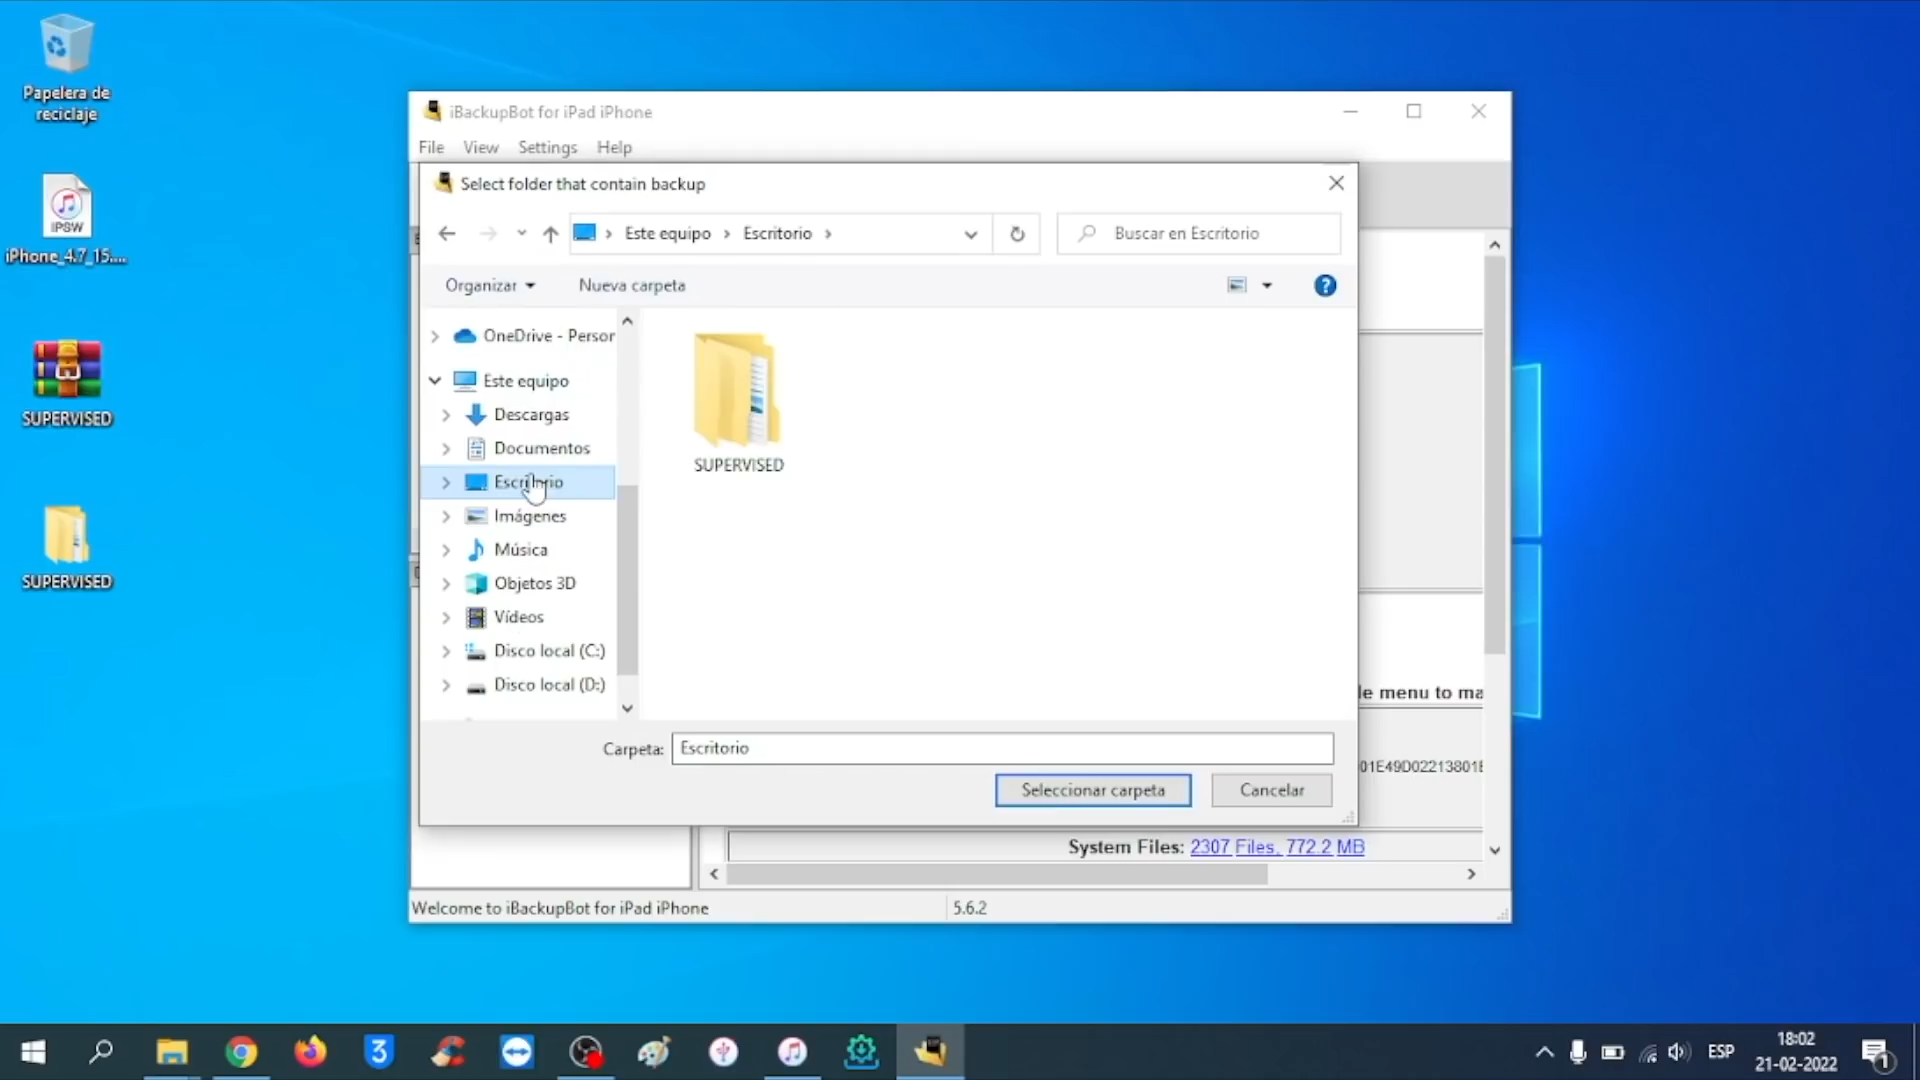 Papelera de
reciclaje
IPSW
iPhone_4.7_15....
SUPERVISED
SUPERVISED
iBackupBot for iPad iPhone
File View Settings Help
Select folder that contain backup
Este equipo Escritorio
Buscar en Escritorio
Organizar Nueva carpeta
OneDrive - Person
Este equipo
Descargas
Documentos
Escritorio
Imágenes
Música
Objetos 3D
Vídeos
Disco local (C:)
Disco local (D:)
SUPERVISED
Carpeta: Escritorio
Seleccionar carpeta Cancelar
le menu to ma
01E49D02213801E
System Files: 2307 Files, 772.2 MB
Welcome to iBackupBot for iPad iPhone 5.6.2
3
ESP
18:02
21-02-2022
1